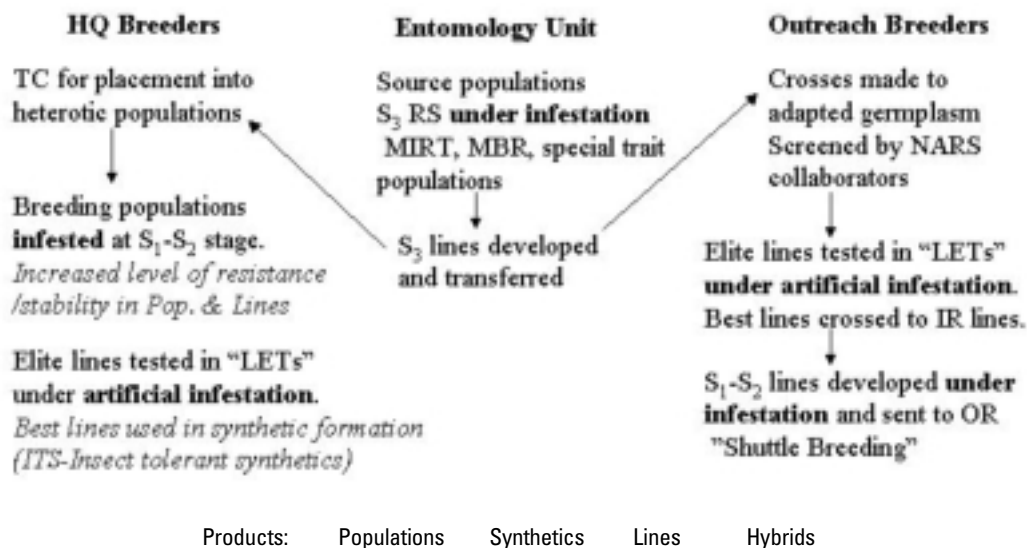 HQ Breeders
TC for placement into
heterotic populations
Breeding populations
infested at S₁-S₂ stage.
Increased level of resistance
/stability in Pop. & Lines
Elite lines tested in “LETs”
under artificial infestation.
Best lines used in synthetic formation
(ITS-Insect tolerant synthetics)
Entomology Unit
Source populations
S₃ RS under infestation
MIRT, MBR, special trait
populations
S₃ lines developed
and transferred
Outreach Breeders
Crosses made to
adapted germplasm
Screened by NARS
collaborators
Elite lines tested in “LETs”
under artificial infestation.
Best lines crossed to IR lines.
S₁-S₂ lines developed under
infestation and sent to OR
”Shuttle Breeding”
Products: Populations Synthetics Lines Hybrids